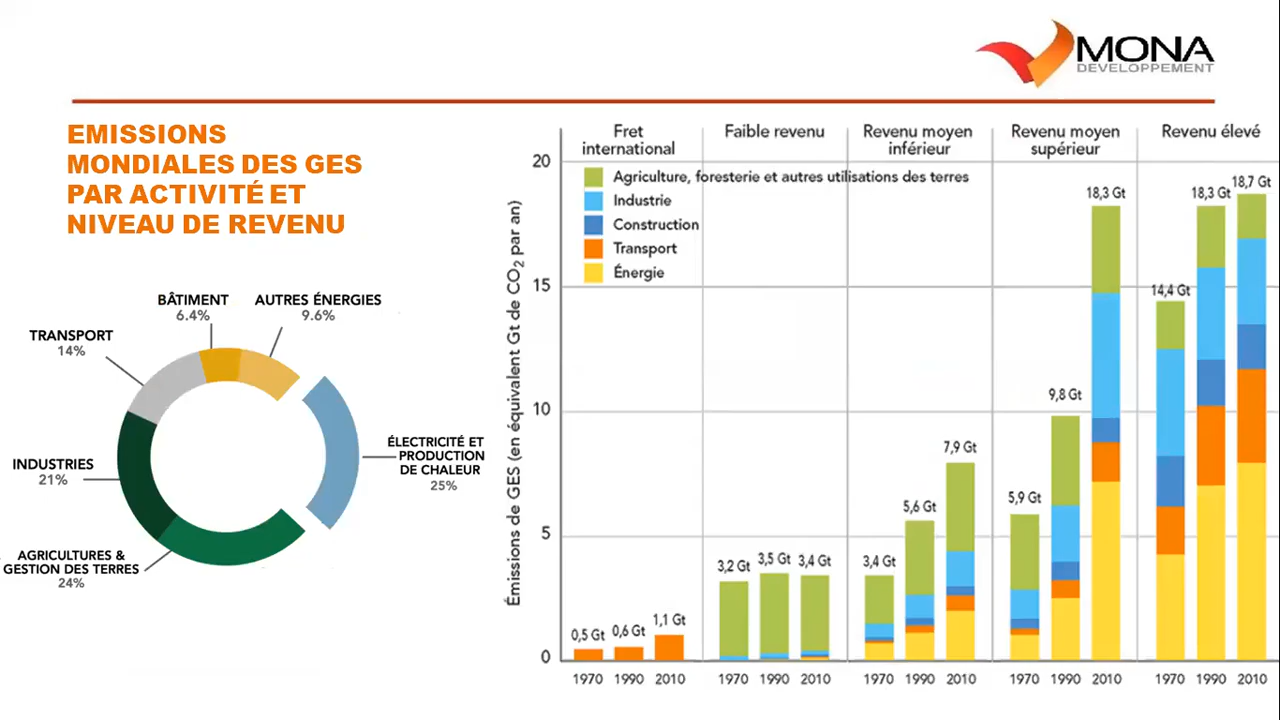 MONA
DEVELOPPEMENT
EMISSIONS
MONDIALES DES GES
PAR ACTIVITÉ ET
NIVEAU DE REVENU
BÂTIMENT
6.4%
AUTRES ÉNERGIES
9.6%
TRANSPORT
14%
INDUSTRIES
21%
ÉLECTRICITÉ ET
PRODUCTION
DE CHALEUR
25%
AGRICULTURES &
GESTION DES TERRES
24%
Émissions de GES (en équivalent Gt de CO₂ par an)
20
15
10
5
0
Fret
international
Faible revenu
Revenu moyen
inférieur
Revenu moyen
supérieur
Revenu élevé
Agriculture, foresterie et autres utilisations des terres
Industrie
Construction
Transport
Énergie
0,5 Gt
0,6 Gt
1,1 Gt
3,2 Gt
3,5 Gt
3,4 Gt
3,4 Gt
5,6 Gt
7,9 Gt
5,9 Gt
9,8 Gt
18,3 Gt
14,4 Gt
18,3 Gt
18,7 Gt
1970 1990 2010
1970 1990 2010
1970 1990 2010
1970 1990 2010
1970 1990 2010